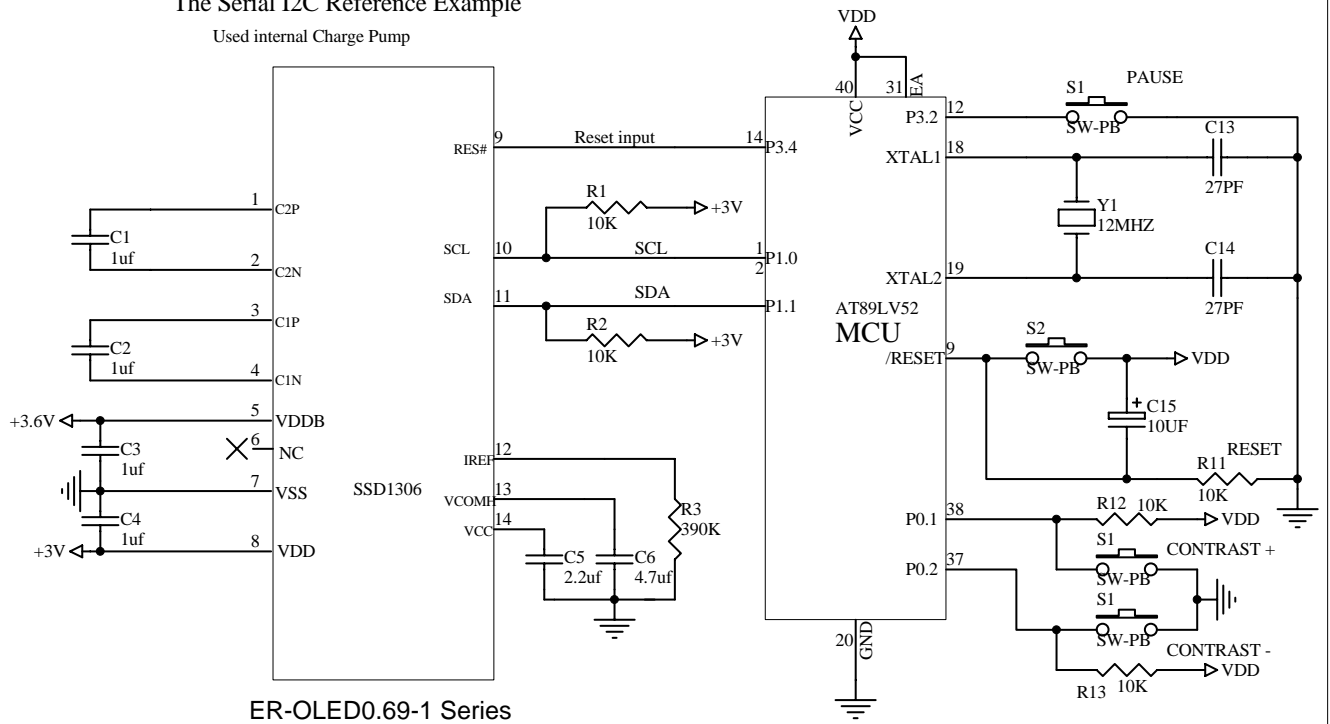 The Serial I2C Reference Example
Used internal Charge Pump
VDD
40
31
EA
VCC
S1
PAUSE
12
P3.2
SW-PB
C13
27PF
18
XTAL1
Y1
12MHZ
C14
27PF
19
XTAL2
9
RES#
Reset input
14
P3.4
R1
10K
+3V
10
SCL
SCL
1
2
P1.0
11
SDA
SDA
P1.1
R2
10K
+3V
AT89LV52
MCU
S2
SW-PB
9
/RESET
VDD
+
C15
10UF
RESET
R11
10K
1
C2P
C1
1uf
2
C2N
3
C1P
C2
1uf
4
C1N
+3.6V
5
VDDB
6
NC
C3
1uf
7
VSS
C4
1uf
+3V
8
VDD
SSD1306
12
IREF
13
VCOMH
14
VCC
R3
390K
C5
2.2uf
C6
4.7uf
38
P0.1
R12
10K
VDD
S1
CONTRAST +
SW-PB
37
P0.2
S1
SW-PB
CONTRAST -
VDD
R13
10K
20
GND
ER-OLED0.69-1 Series